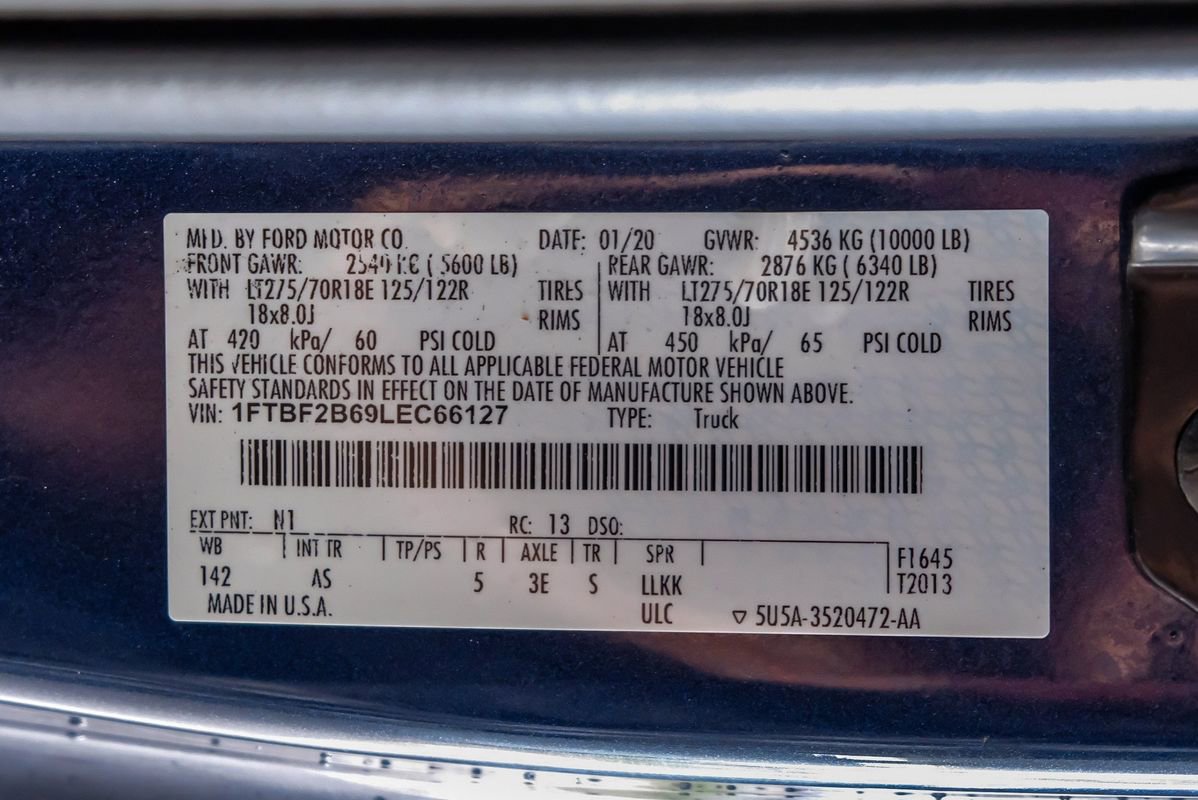 MFD. BY FORD MOTOR CO. DATE: 01/20 GVWR: 4536 KG (10000 LB)
FRONT GAWR: 2540 KG ( 5600 LB) REAR GAWR: 2876 KG ( 6340 LB)
WITH LT275/70R18E 125/122R TIRES WITH LT275/70R18E 125/122R TIRES
18x8.0J RIMS 18x8.0J RIMS
AT 420 kPa/ 60 PSI COLD AT 450 kPa/ 65 PSI COLD
THIS VEHICLE CONFORMS TO ALL APPLICABLE FEDERAL MOTOR VEHICLE
SAFETY STANDARDS IN EFFECT ON THE DATE OF MANUFACTURE SHOWN ABOVE.
VIN: 1FTBF2B69LEC66127 TYPE: Truck
EXT PNT: N1 RC: 13 DSO:
WB INT TR TP/PS R AXLE TR SPR F1645
142 AS 5 3E S LLKK T2013
MADE IN U.S.A. ULC ▽ 5U5A-3520472-AA